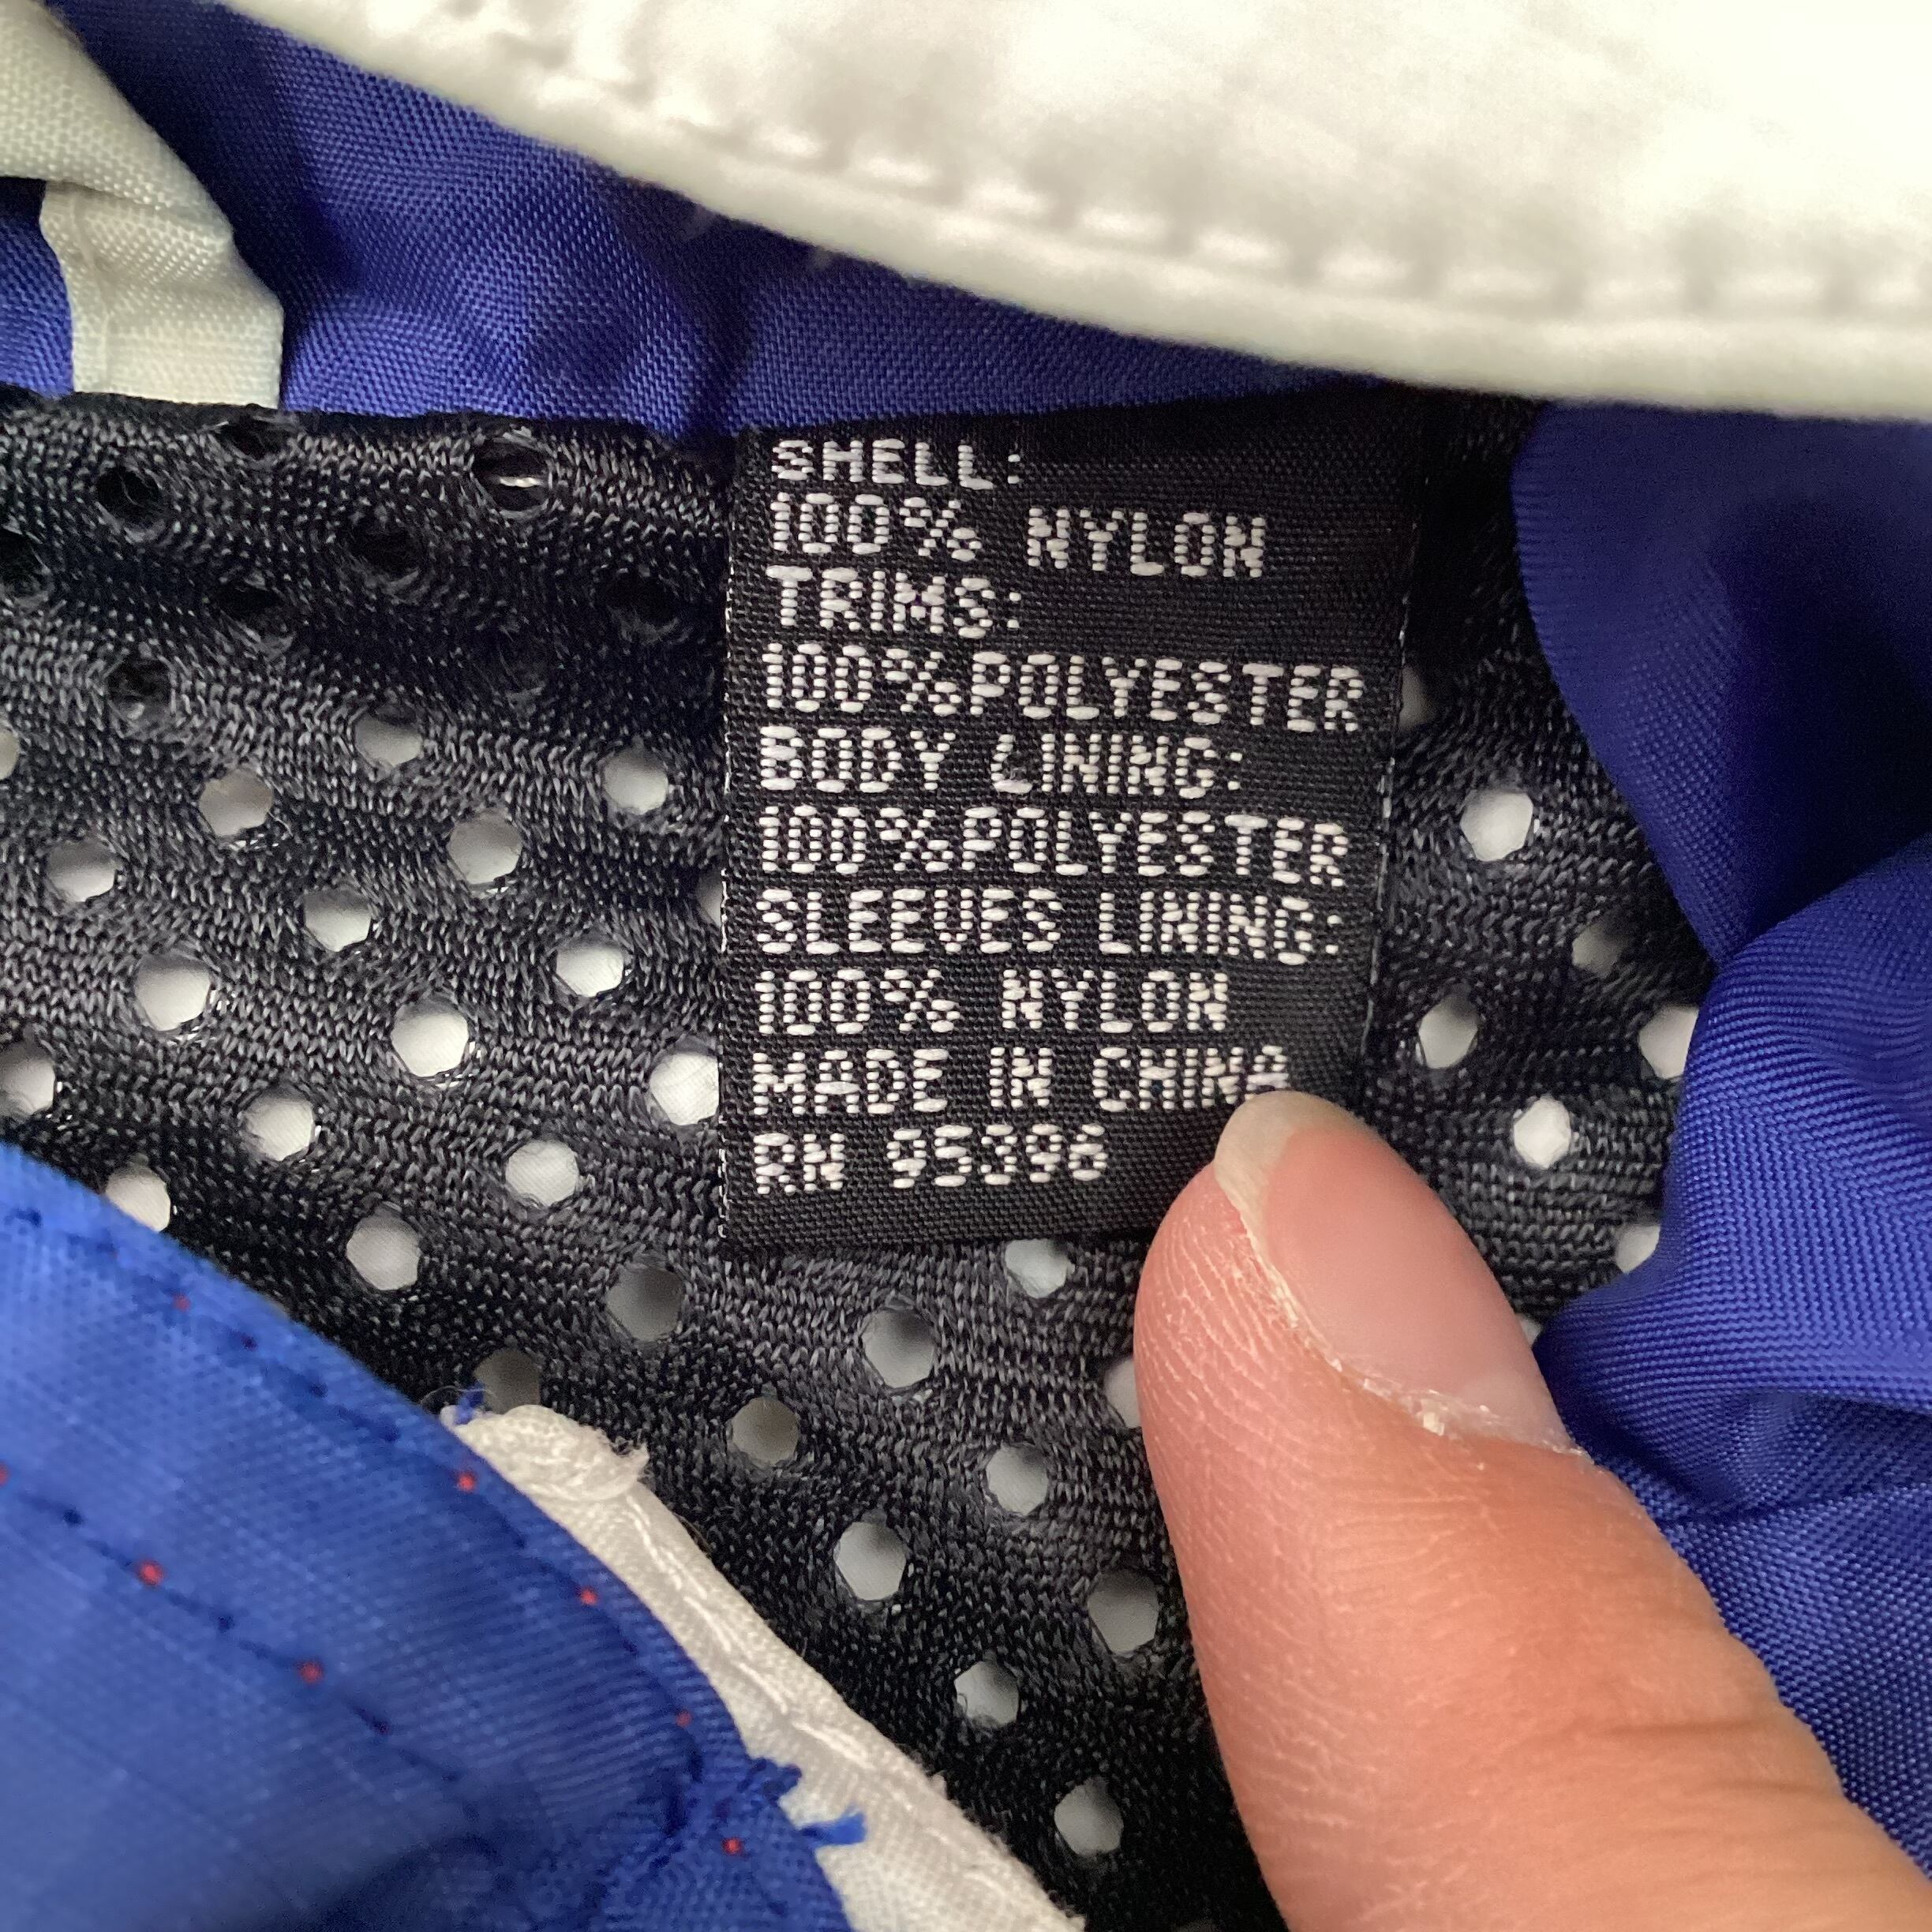 SHELL:
100% NYLON
TRIMS:
100%POLYESTER
BODY LINING:
100%POLYESTER
SLEEVES LINING:
100% NYLON
MADE IN CHINA
RN 95396